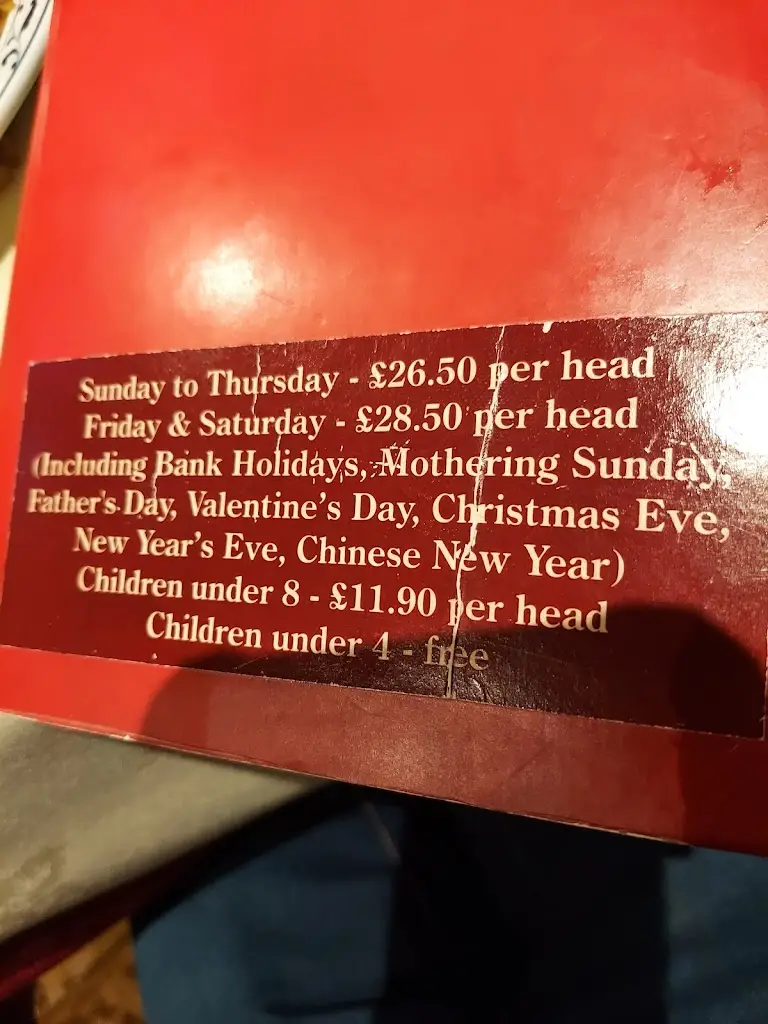 Sunday to Thursday - £26.50 per head
Friday & Saturday - £28.50 per head
(Including Bank Holidays, Mothering Sunday,
Father's Day, Valentine's Day, Christmas Eve,
New Year's Eve, Chinese New Year)
Children under 8 - £11.90 per head
Children under 4 - free